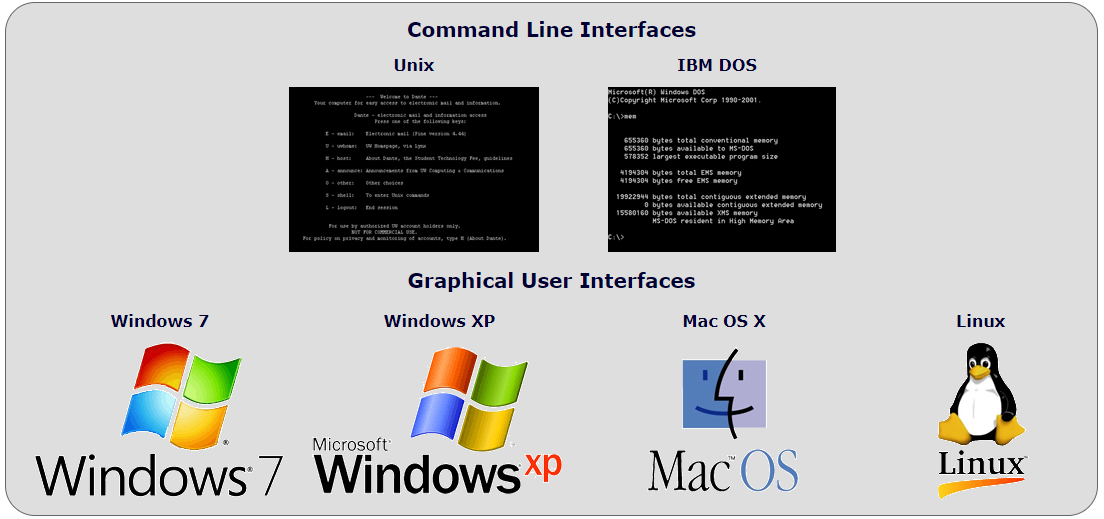 Command Line Interfaces
Unix
IBM DOS
--- Welcome to Dante ---
Your computer for easy access to electronic mail and information.
Dante - electronic mail and information access
Press one of the following keys:
E - email: Electronic mail (Pine version 4.44)
U - uwhome: UW Homepage, via Lynx
H - host: About Dante, the Student Technology Fee, guidelines
A - announce: Announcements from UW Computing & Communications
O - other: Other choices
S - shell: To enter Unix commands
L - logout: End session
For use by authorized UW account holders only.
NOT FOR COMMERCIAL USE.
For policy on privacy and monitoring of accounts, type H (About Dante).
Microsoft(R) Windows DOS
(C)Copyright Microsoft Corp 1990-2001.
C:\>mem
655360 bytes total conventional memory
655360 bytes available to MS-DOS
578352 largest executable program size
4194304 bytes total EMS memory
4194304 bytes free EMS memory
19922944 bytes total contiguous extended memory
0 bytes available contiguous extended memory
15580160 bytes available XMS memory
MS-DOS resident in High Memory Area
C:\>
Graphical User Interfaces
Windows 7
Windows XP
Mac OS X
Linux
Windows® 7
Microsoft®
Windows® xp
Mac™ OS
Linux™